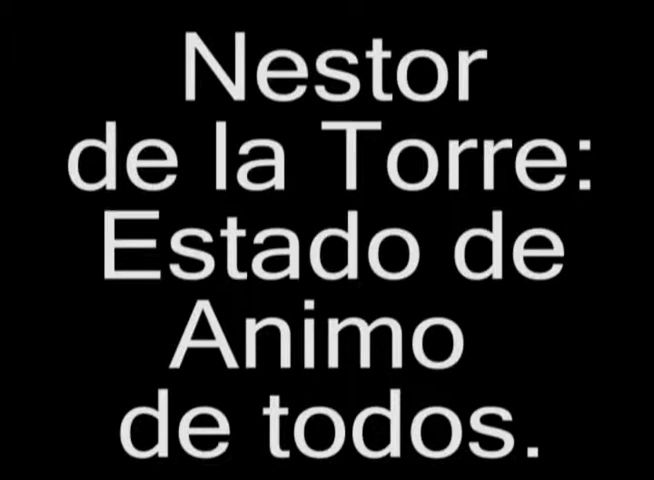 Nestor
de la Torre:
Estado de
Animo
de todos.